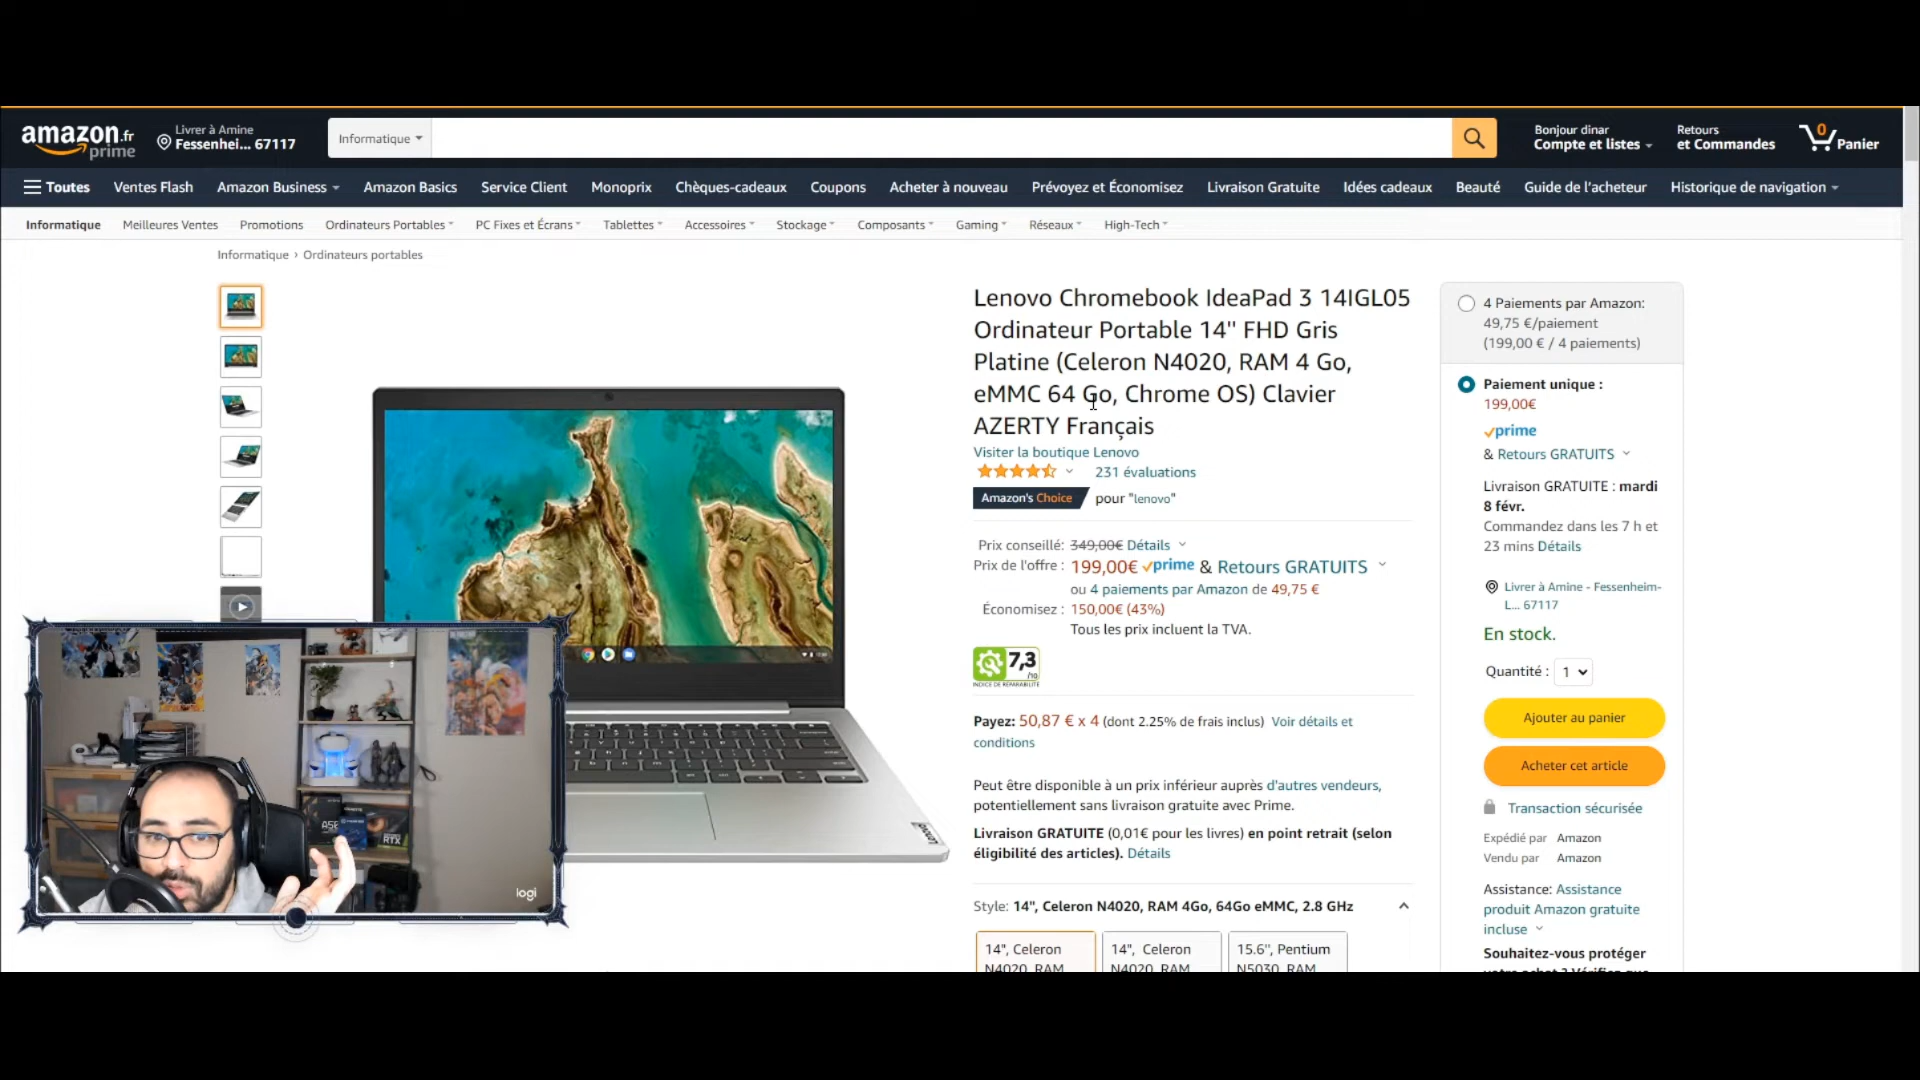 amazon.fr
prime
Livrer à Amine
Fessenhei... 67117
Informatique
Bonjour dinar
Compte et listes
Retours
et Commandes
0
Panier
Toutes
Ventes Flash
Amazon Business
Amazon Basics
Service Client
Monoprix
Chèques-cadeaux
Coupons
Acheter à nouveau
Prévoyez et Économisez
Livraison Gratuite
Idées cadeaux
Beauté
Guide de l'acheteur
Historique de navigation
Informatique
Meilleures Ventes
Promotions
Ordinateurs Portables
PC Fixes et Écrans
Tablettes
Accessoires
Stockage
Composants
Gaming
Réseaux
High-Tech
Informatique › Ordinateurs portables
Lenovo Chromebook IdeaPad 3 14IGL05
Ordinateur Portable 14'' FHD Gris
Platine (Celeron N4020, RAM 4 Go,
eMMC 64 Go, Chrome OS) Clavier
AZERTY Français
Visiter la boutique Lenovo
231 évaluations
Amazon's Choice pour "lenovo"
Prix conseillé: 349,00€ Détails
Prix de l'offre : 199,00€ prime & Retours GRATUITS
ou 4 paiements par Amazon de 49,75 €
Économisez : 150,00€ (43%)
Tous les prix incluent la TVA.
7,3
/10
INDICE DE RÉPARABILITÉ
Payez: 50,87 € x 4 (dont 2.25% de frais inclus) Voir détails et
conditions
Peut être disponible à un prix inférieur auprès d'autres vendeurs,
potentiellement sans livraison gratuite avec Prime.
Livraison GRATUITE (0,01€ pour les livres) en point retrait (selon
éligibilité des articles). Détails
Style: 14", Celeron N4020, RAM 4Go, 64Go eMMC, 2.8 GHz
14", Celeron
N4020, RAM
14", Celeron
N4020, RAM
15.6", Pentium
N5030, RAM
4 Paiements par Amazon:
49,75 €/paiement
(199,00 € / 4 paiements)
Paiement unique :
199,00€
prime
& Retours GRATUITS
Livraison GRATUITE : mardi
8 févr.
Commandez dans les 7 h et
23 mins Détails
Livrer à Amine - Fessenheim-
L... 67117
En stock.
Quantité : 1
Ajouter au panier
Acheter cet article
Transaction sécurisée
Expédié par Amazon
Vendu par Amazon
Assistance: Assistance
produit Amazon gratuite
incluse
Souhaitez-vous protéger
Lenovo
RTX
logi